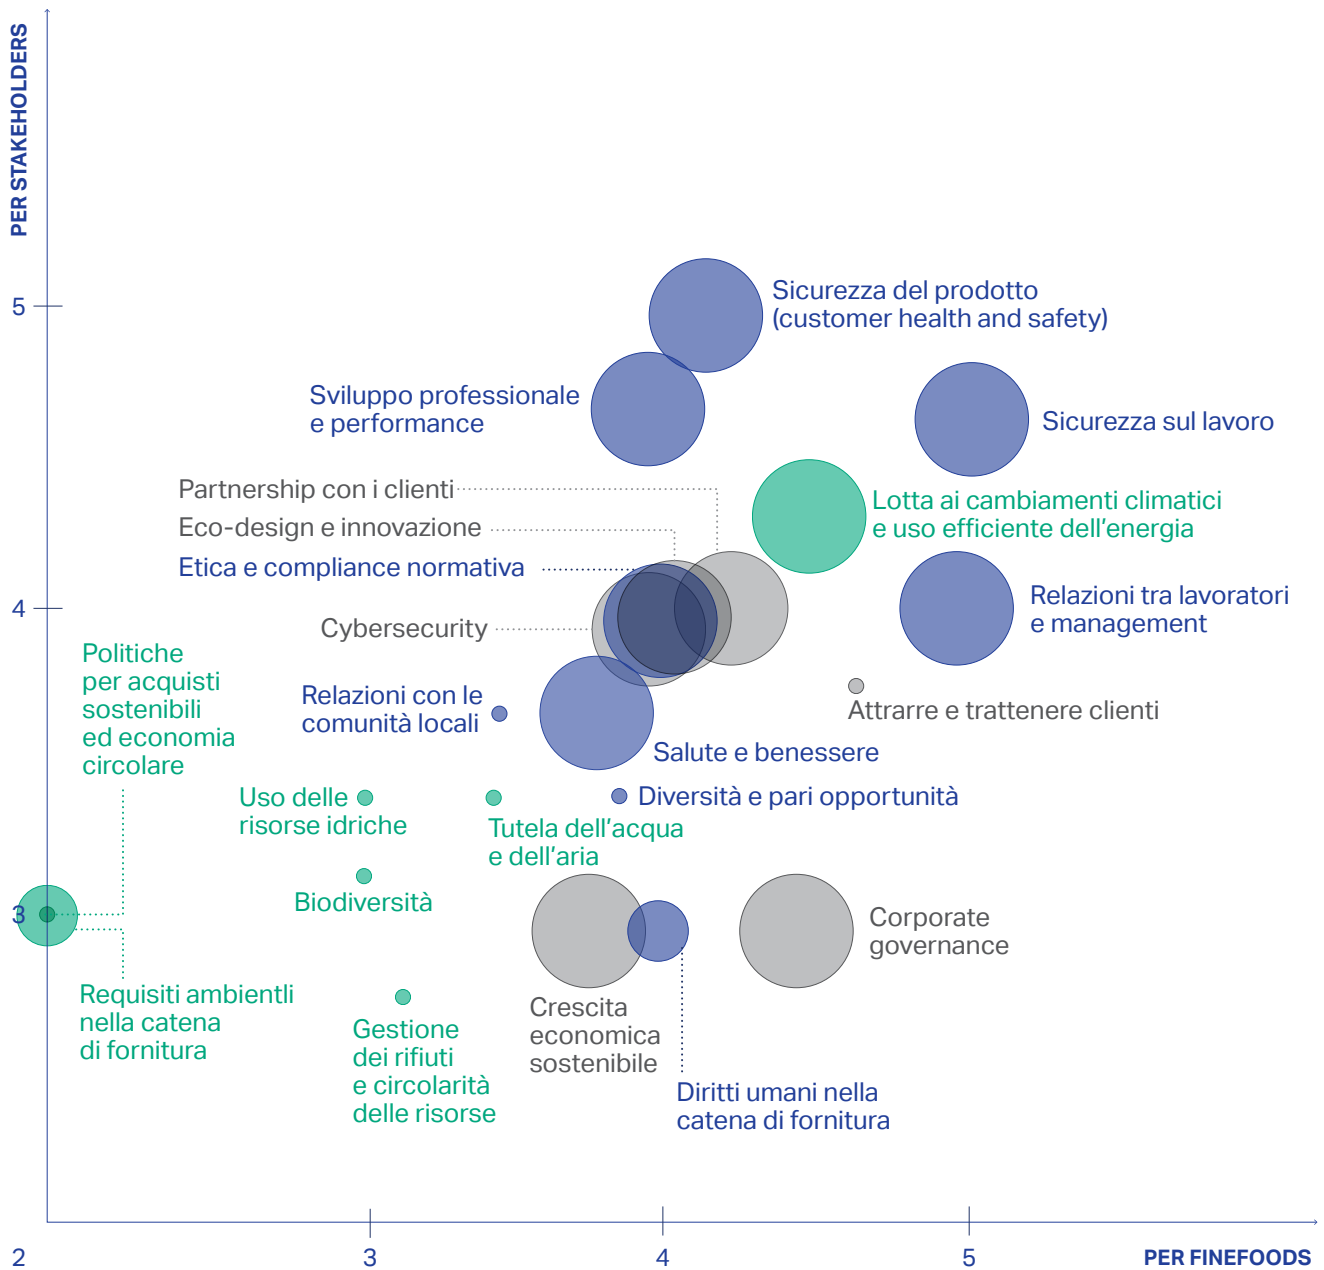 PER STAKEHOLDERS
5
Sicurezza del prodotto
(customer health and safety)
Sviluppo professionale
e performance
Sicurezza sul lavoro
Partnership con i clienti
Eco-design e innovazione
Etica e compliance normativa
Lotta ai cambiamenti climatici
e uso efficiente dell'energia
4
Cybersecurity
Relazioni tra lavoratori
e management
Politiche
per acquisti
sostenibili
ed economia
circolare
Relazioni con le
comunità locali
Attrarre e trattenere clienti
Salute e benessere
Uso delle
risorse idriche
Diversità e pari opportunità
Tutela dell'acqua
e dell'aria
Biodiversità
3
Corporate
governance
Requisiti ambientli
nella catena
di fornitura
Gestione
dei rifiuti
e circolarità
delle risorse
Crescita
economica
sostenibile
Diritti umani nella
catena di fornitura
2
3
4
5
PER FINEFOODS